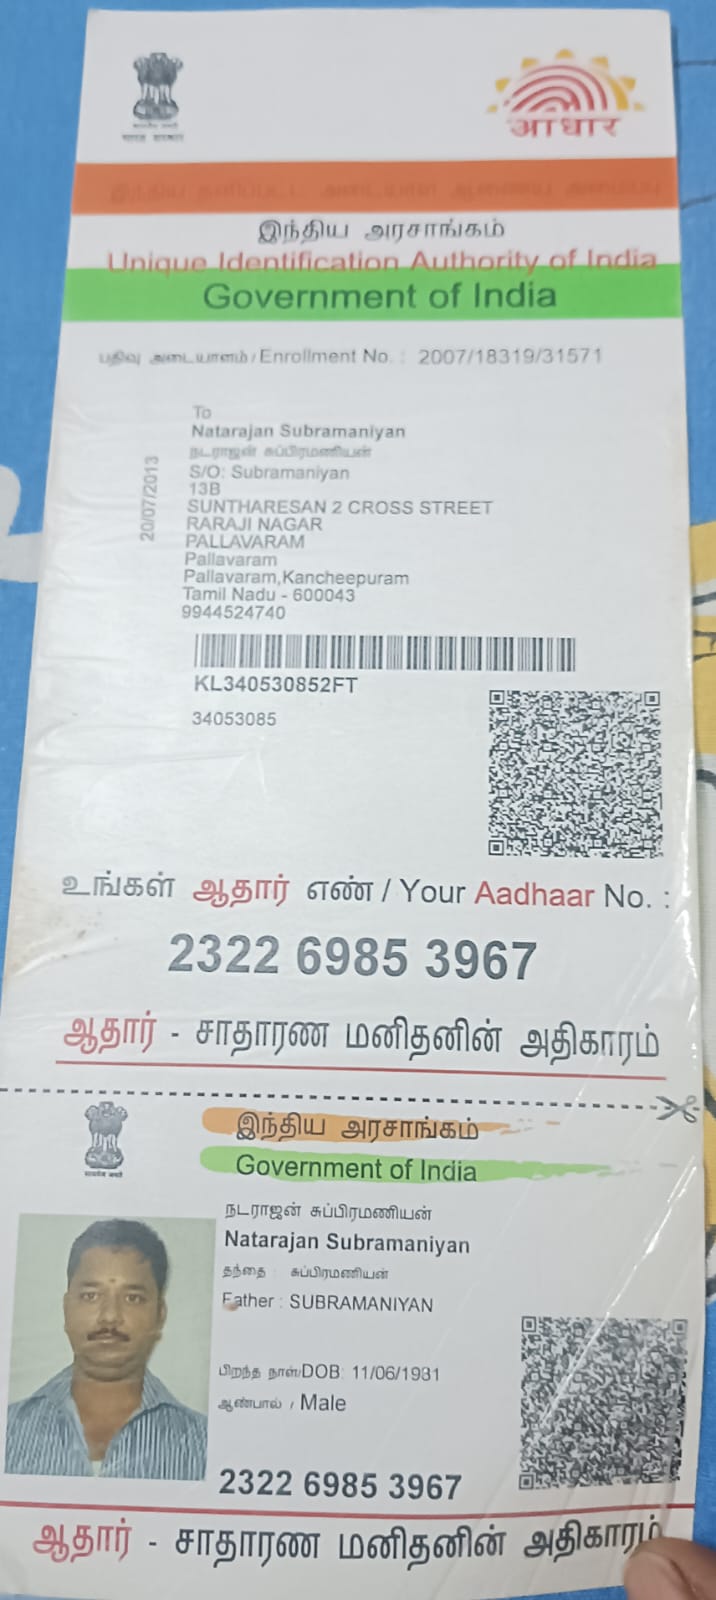 आधार
இந்திய அரசாங்கம்
Unique Identification Authority of India
Government of India
பதிவு அடையாளம் / Enrollment No. : 2007/18319/31571
To
Natarajan Subramaniyan
நடராஜன் சுப்பிரமணியன்
S/O: Subramaniyan
13B
SUNTHARESAN 2 CROSS STREET
RARAJI NAGAR
PALLAVARAM
Pallavaram
Pallavaram,Kancheepuram
Tamil Nadu - 600043
9944524740
20/07/2013
KL340530852FT
34053085
உங்கள் ஆதார் எண் / Your Aadhaar No. :
2322 6985 3967
ஆதார் - சாதாரண மனிதனின் அதிகாரம்
இந்திய அரசாங்கம்
Government of India
நடராஜன் சுப்பிரமணியன்
Natarajan Subramaniyan
தந்தை : சுப்பிரமணியன்
Father : SUBRAMANIYAN
பிறந்த நாள்/DOB: 11/06/1981
ஆண்பால் / Male
2322 6985 3967
ஆதார் - சாதாரண மனிதனின் அதிகாரம்